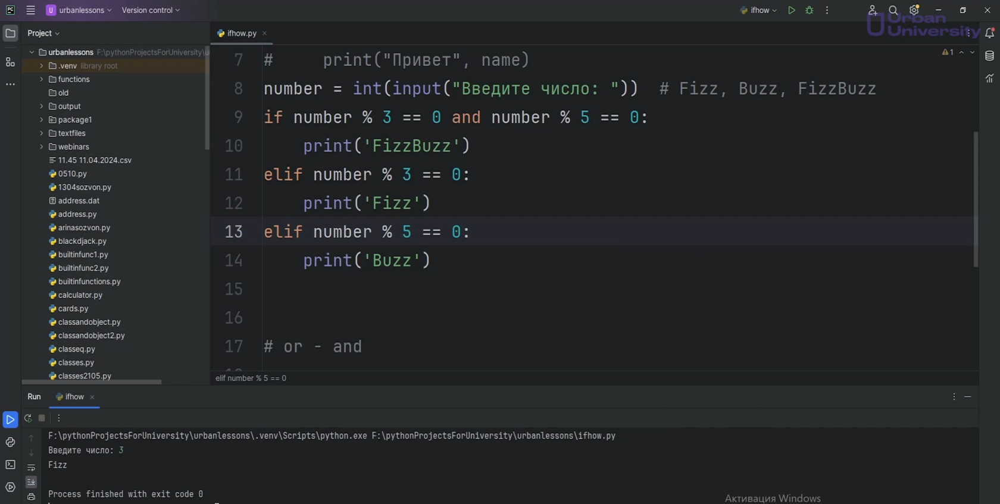 PC
U urbanlessons
Version control
ifhow
Urban
University
Project
ifhow.py
urbanlessons F:\pythonProjectsForUniversity\u
.venv library root
functions
old
output
package1
textfiles
webinars
11.45 11.04.2024.csv
0510.py
1304sozvon.py
address.dat
address.py
arinasozvon.py
blackdjack.py
builtinfunc1.py
builtinfunc2.py
builtinfunctions.py
calculator.py
cards.py
classandobject.py
classandobject2.py
classeq.py
classes.py
classes2105.py
1
7 #     print("Привет", name)
8 number = int(input("Введите число: "))  # Fizz, Buzz, FizzBuzz
9 if number % 3 == 0 and number % 5 == 0:
10     print('FizzBuzz')
11 elif number % 3 == 0:
12     print('Fizz')
13 elif number % 5 == 0:
14     print('Buzz')
15
16
17 # or - and
elif number % 5 == 0
Run
ifhow
F:\pythonProjectsForUniversity\urbanlessons\.venv\Scripts\python.exe F:\pythonProjectsForUniversity\urbanlessons\ifhow.py
Введите число: 3
Fizz
Process finished with exit code 0
Активация Windows